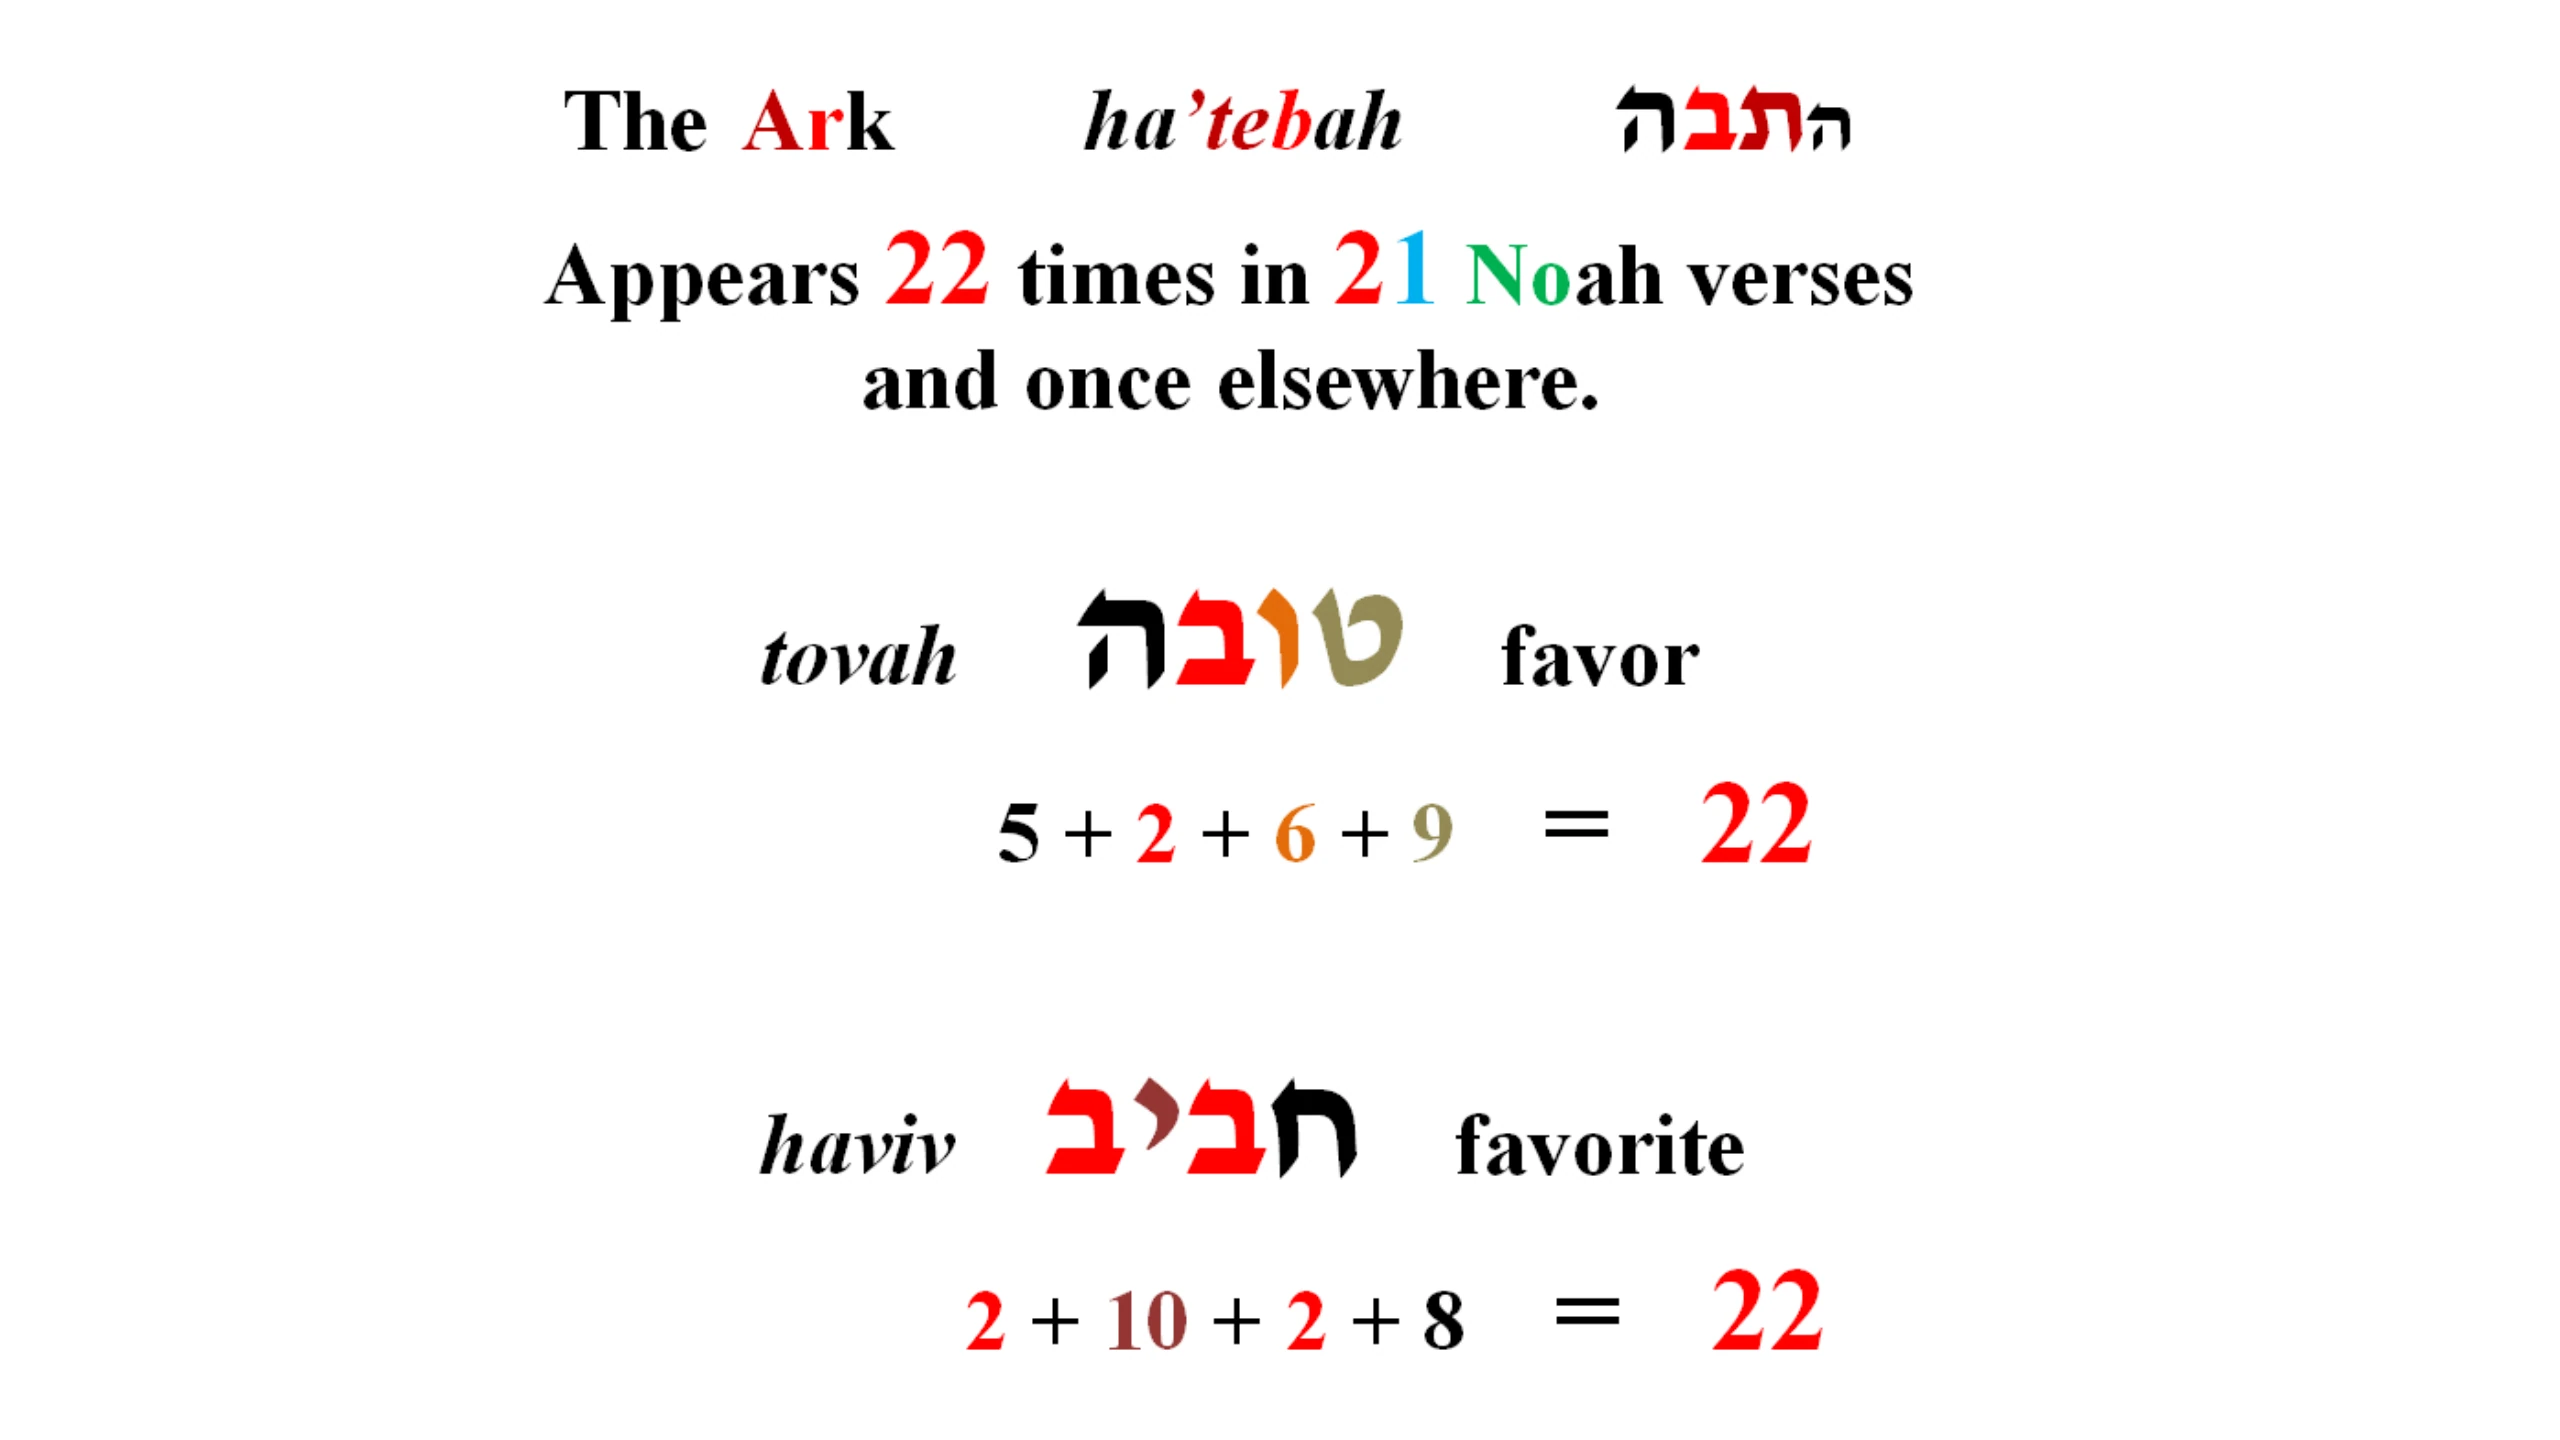 The Ark ha’tebah התבה
Appears 22 times in 21 Noah verses
and once elsewhere.
tovah טובה favor
5 + 2 + 6 + 9 = 22
haviv חביב favorite
2 + 10 + 2 + 8 = 22